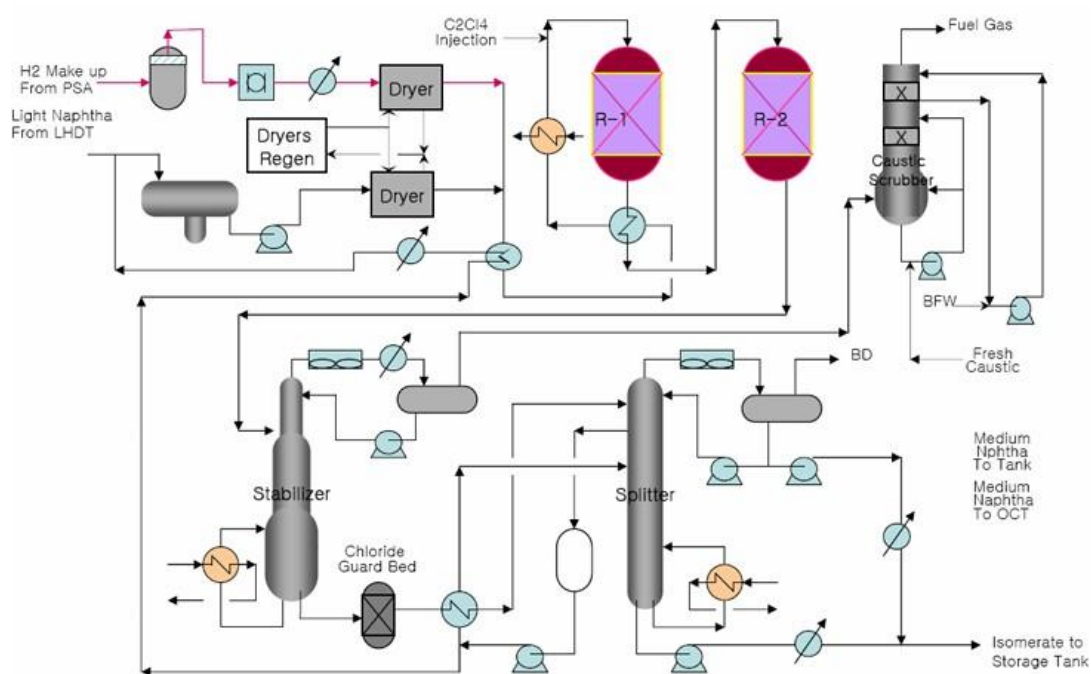 C2Cl4
Injection
Fuel Gas
H2 Make up
From PSA
Dryer
Light Naphtha
From LHDT
Dryers
Regen
Dryer
R-1
R-2
X
X
Caustic
Scrubber
BFW
BD
Fresh
Caustic
Medium
Nphtha
To Tank
Medium
Naphtha
To OCT
Stabilizer
Splitter
Chloride
Guard Bed
Isomerate to
Storage Tank